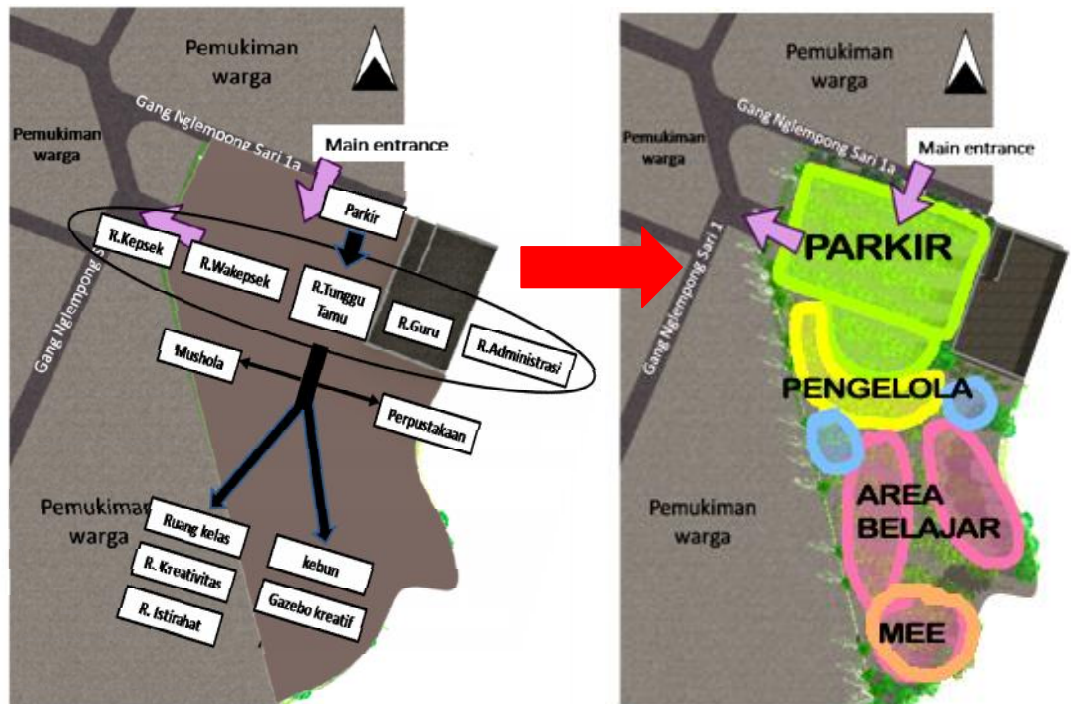 Pemukiman
warga
Pemukiman
warga
Gang Nglempong Sari 1a
Main entrance
Parkir
R.Kepsek
R.Wakepsek
R.Tunggu
Tamu
R.Guru
R.Administrasi
Gang Nglempong S
Mushola
Perpustakaan
Pemukiman
warga
Ruang kelas
R. Kreativitas
R. Istirahat
kebun
Gazebo kreatif
Pemukiman
warga
Pemukiman
warga
Gang Nglempong Sari 1a
Main entrance
PARKIR
Gang Nglempong Sari 1
PENGELOLA
AREA
BELAJAR
Pemukiman
warga
MEE